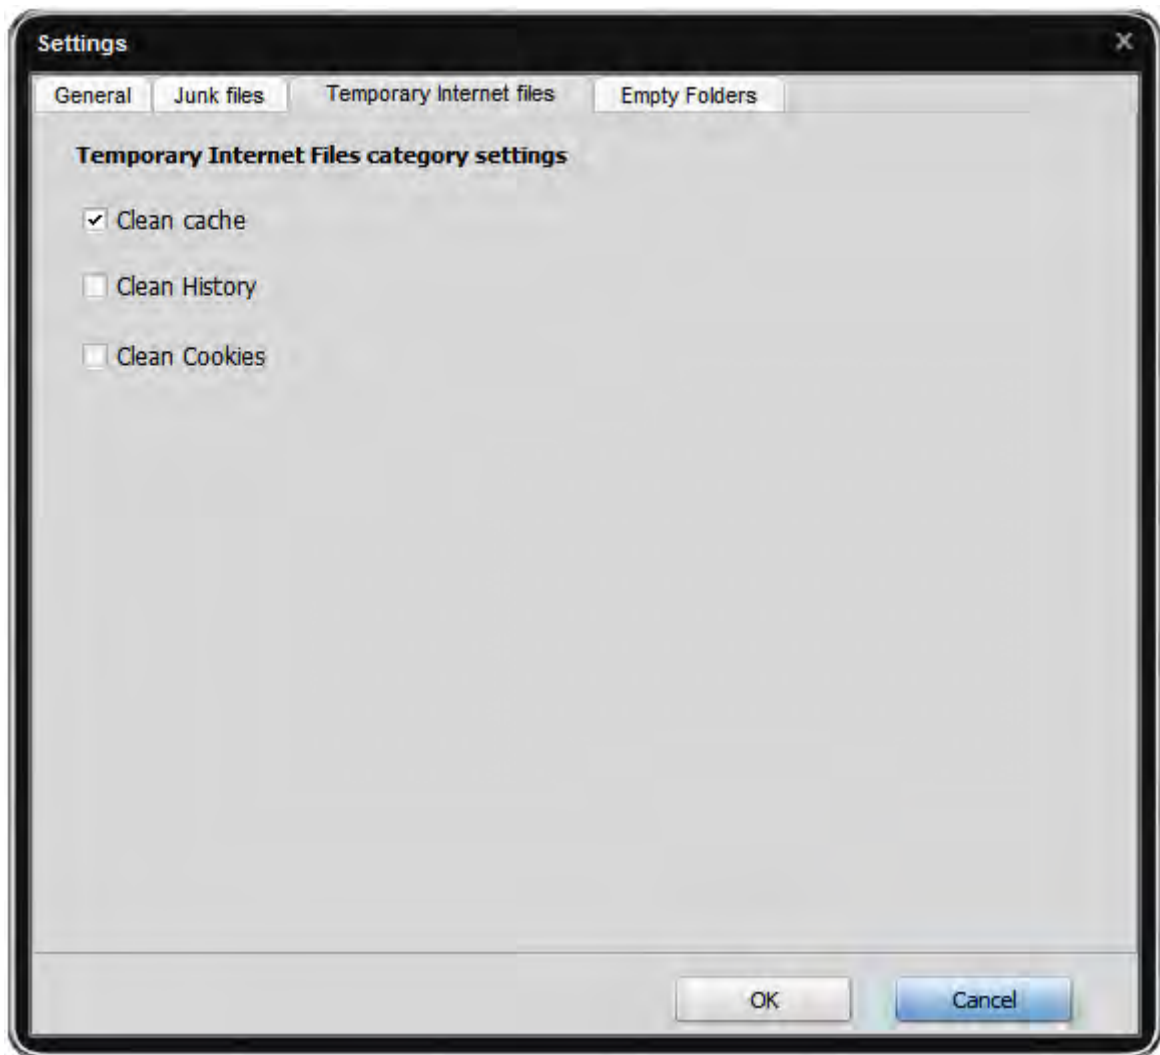 Settings
General Junk files Temporary Internet files Empty Folders
Temporary Internet Files category settings
Clean cache
Clean History
Clean Cookies
OK Cancel